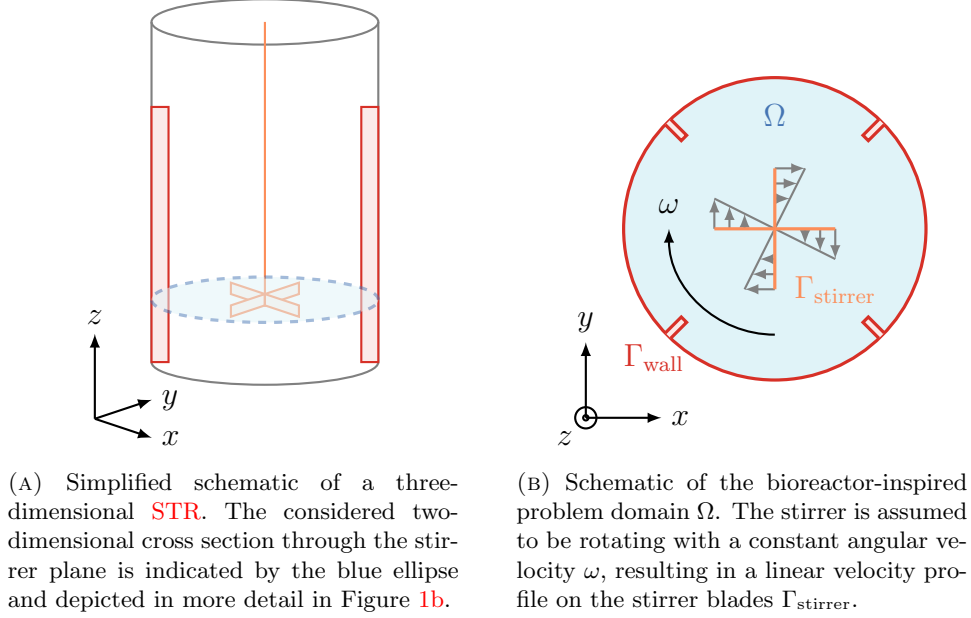 z
y
x
Ω
ω
Γstirrer
y
Γwall
x
z
(A) Simplified schematic of a three-
dimensional STR. The considered two-
dimensional cross section through the stir-
rer plane is indicated by the blue ellipse
and depicted in more detail in Figure 1b.
(B) Schematic of the bioreactor-inspired
problem domain Ω. The stirrer is assumed
to be rotating with a constant angular ve-
locity ω, resulting in a linear velocity pro-
file on the stirrer blades Γstirrer.